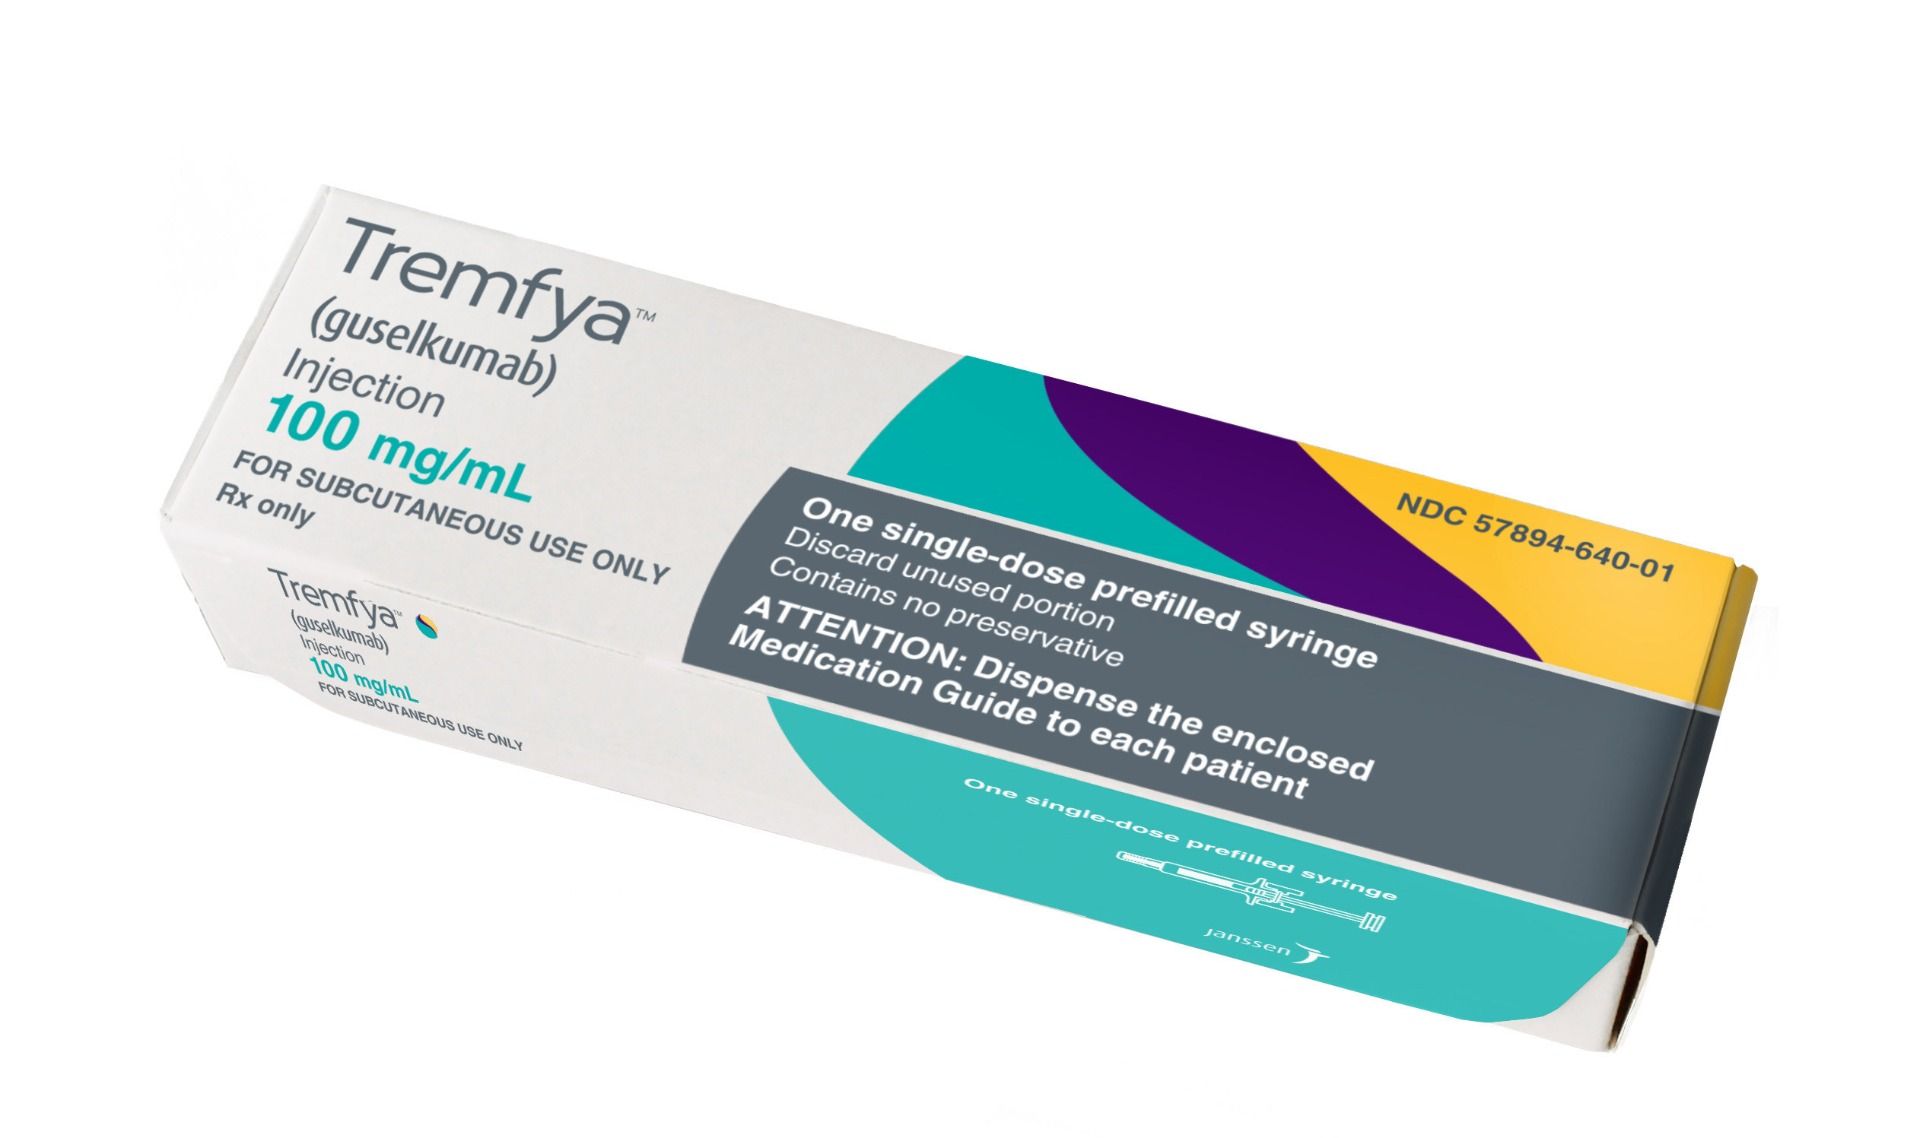 Tremfya™
(guselkumab)
Injection
100 mg/mL
FOR SUBCUTANEOUS USE ONLY
Rx only
NDC 57894-640-01
One single-dose prefilled syringe
Discard unused portion
Contains no preservative
ATTENTION: Dispense the enclosed
Medication Guide to each patient
Tremfya™
(guselkumab)
Injection
100 mg/mL
FOR SUBCUTANEOUS USE ONLY
One single-dose prefilled syringe
janssen